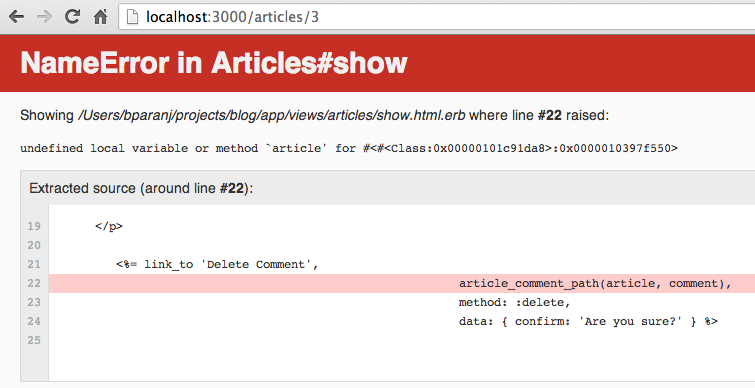 localhost:3000/articles/3
NameError in Articles#show
Showing /Users/bparanj/projects/blog/app/views/articles/show.html.erb where line #22 raised:
undefined local variable or method `article' for #<#<Class:0x00000101c91da8>:0x0000010397f550>
Extracted source (around line #22):
19 </p>
20
21 <%= link_to 'Delete Comment',
22 article_comment_path(article, comment),
23 method: :delete,
24 data: { confirm: 'Are you sure?' } %>
25